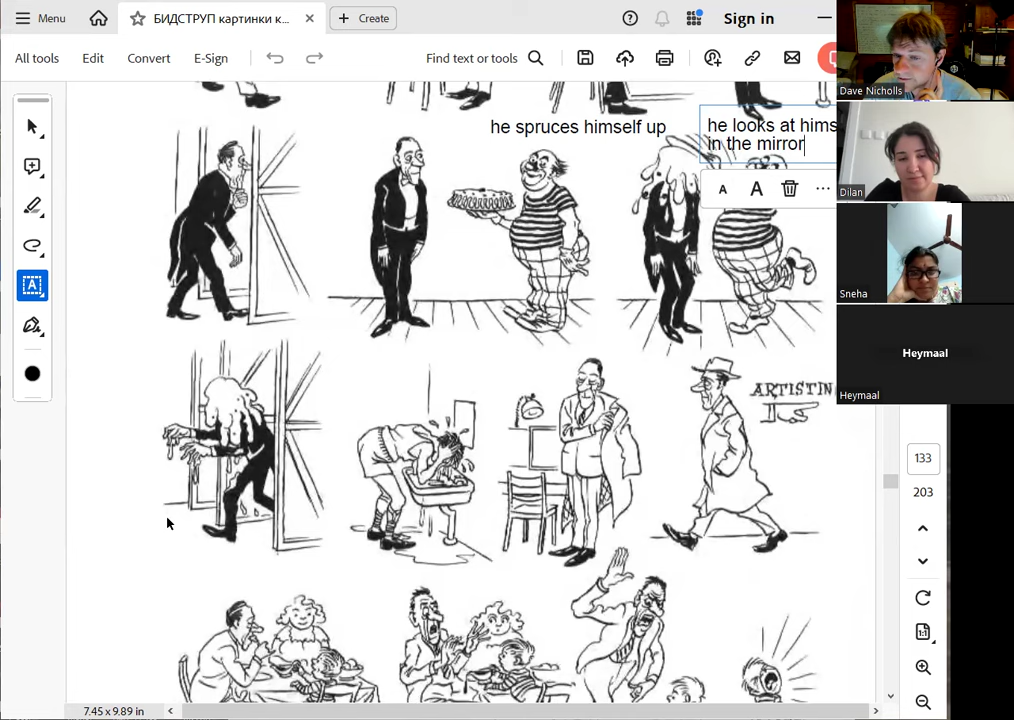 Menu
БИДСТРУП картинки к...
Create
Sign in
All tools
Edit
Convert
E-Sign
Find text or tools
Dave Nicholls
he spruces himself up
he looks at hims
in the mirror
A
A
A
Dilan
Sneha
Heymaal
Heymaal
ARTISTIN
133
203
1:1
7.45 x 9.89 in